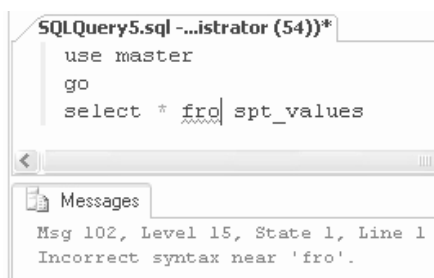 SQLQuery5.sql -...istrator (54))*
use master
go
select * fro spt_values
Messages
Msg 102, Level 15, State 1, Line 1
Incorrect syntax near 'fro'.